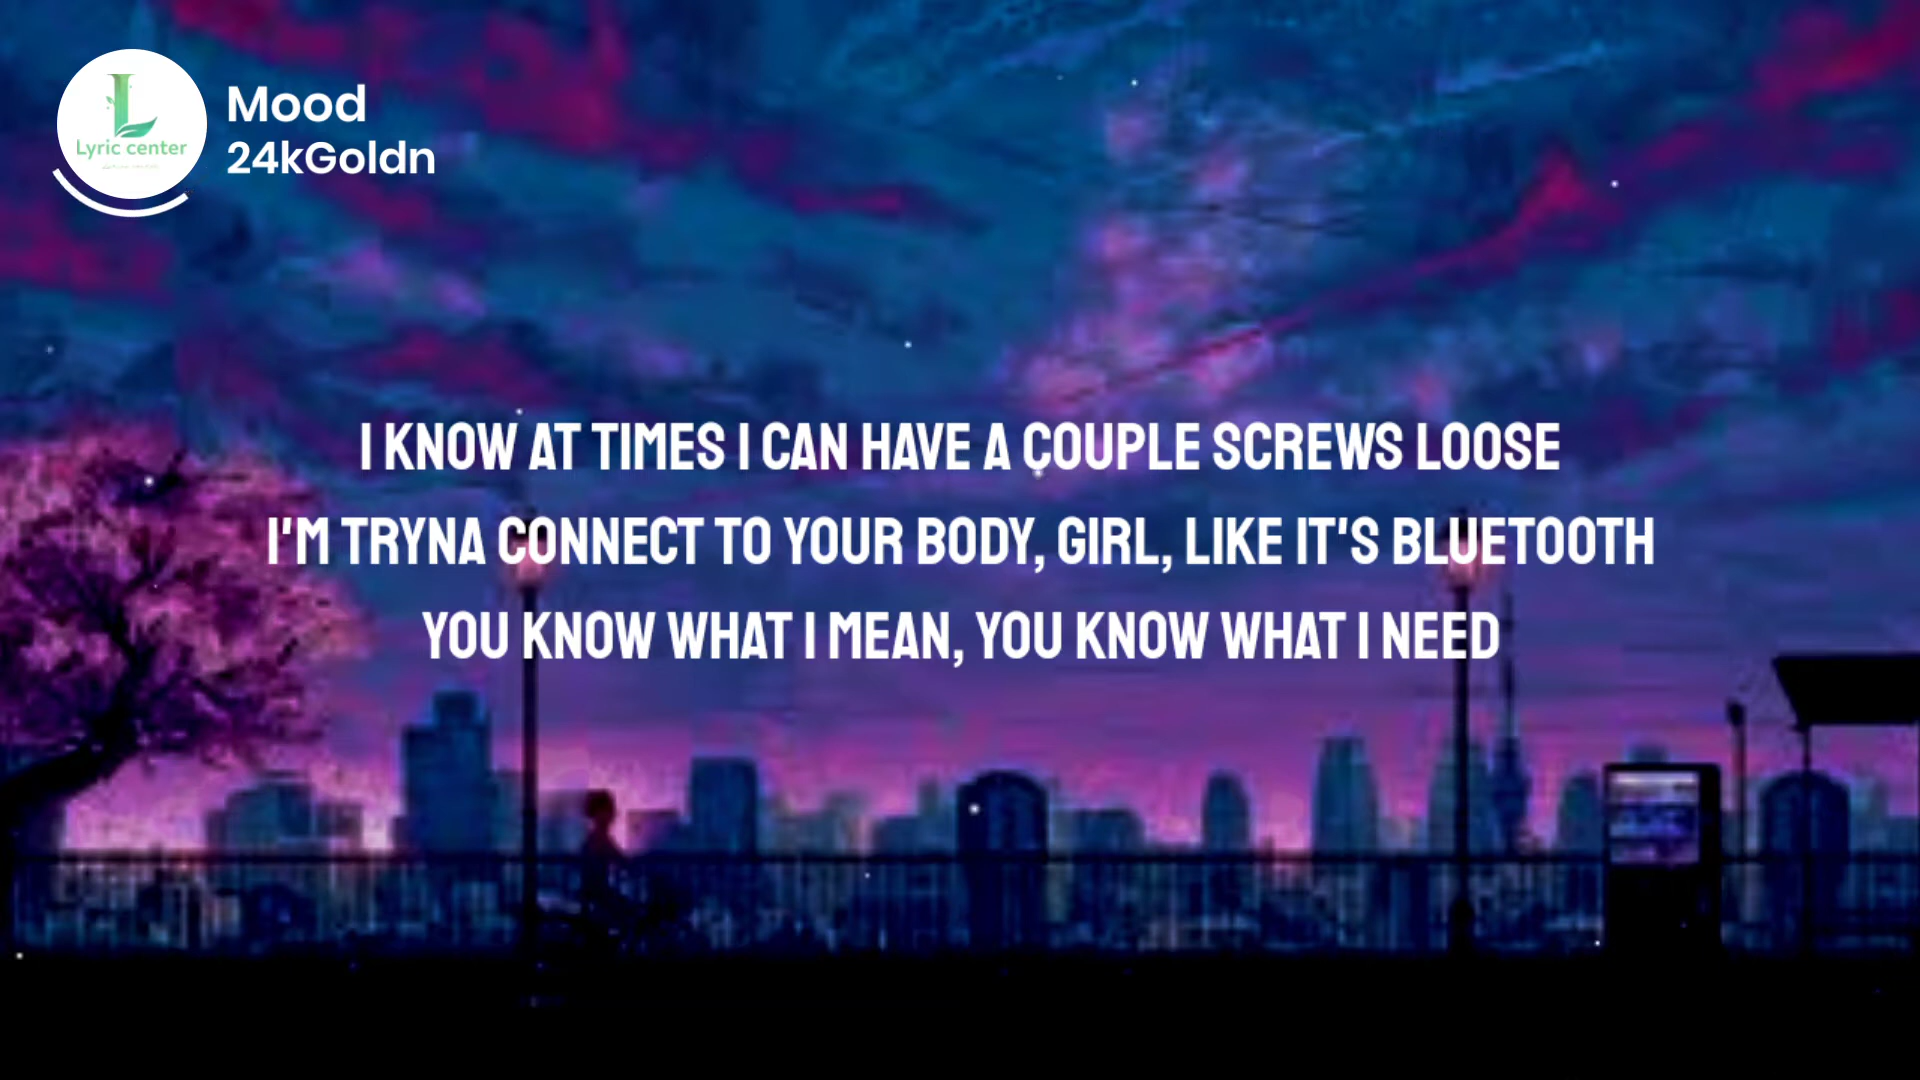 L
Lyric center
Mood
24kGoldn
I KNOW AT TIMES I CAN HAVE A COUPLE SCREWS LOOSE
I'M TRYNA CONNECT TO YOUR BODY, GIRL, LIKE IT'S BLUETOOTH
YOU KNOW WHAT I MEAN, YOU KNOW WHAT I NEED